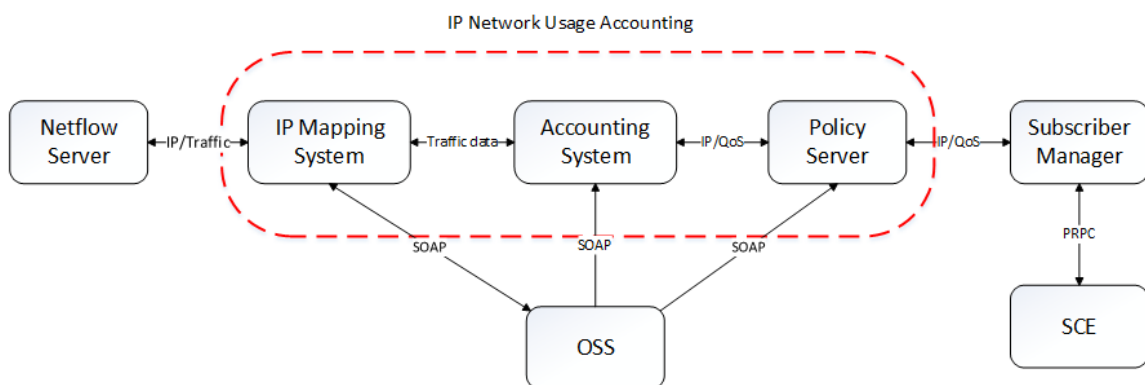 IP Network Usage Accounting
Netflow
Server
IP/Traffic
IP Mapping
System
Traffic data
Accounting
System
IP/QoS
Policy
Server
IP/QoS
Subscriber
Manager
SOAP
SOAP
SOAP
PRPC
OSS
SCE